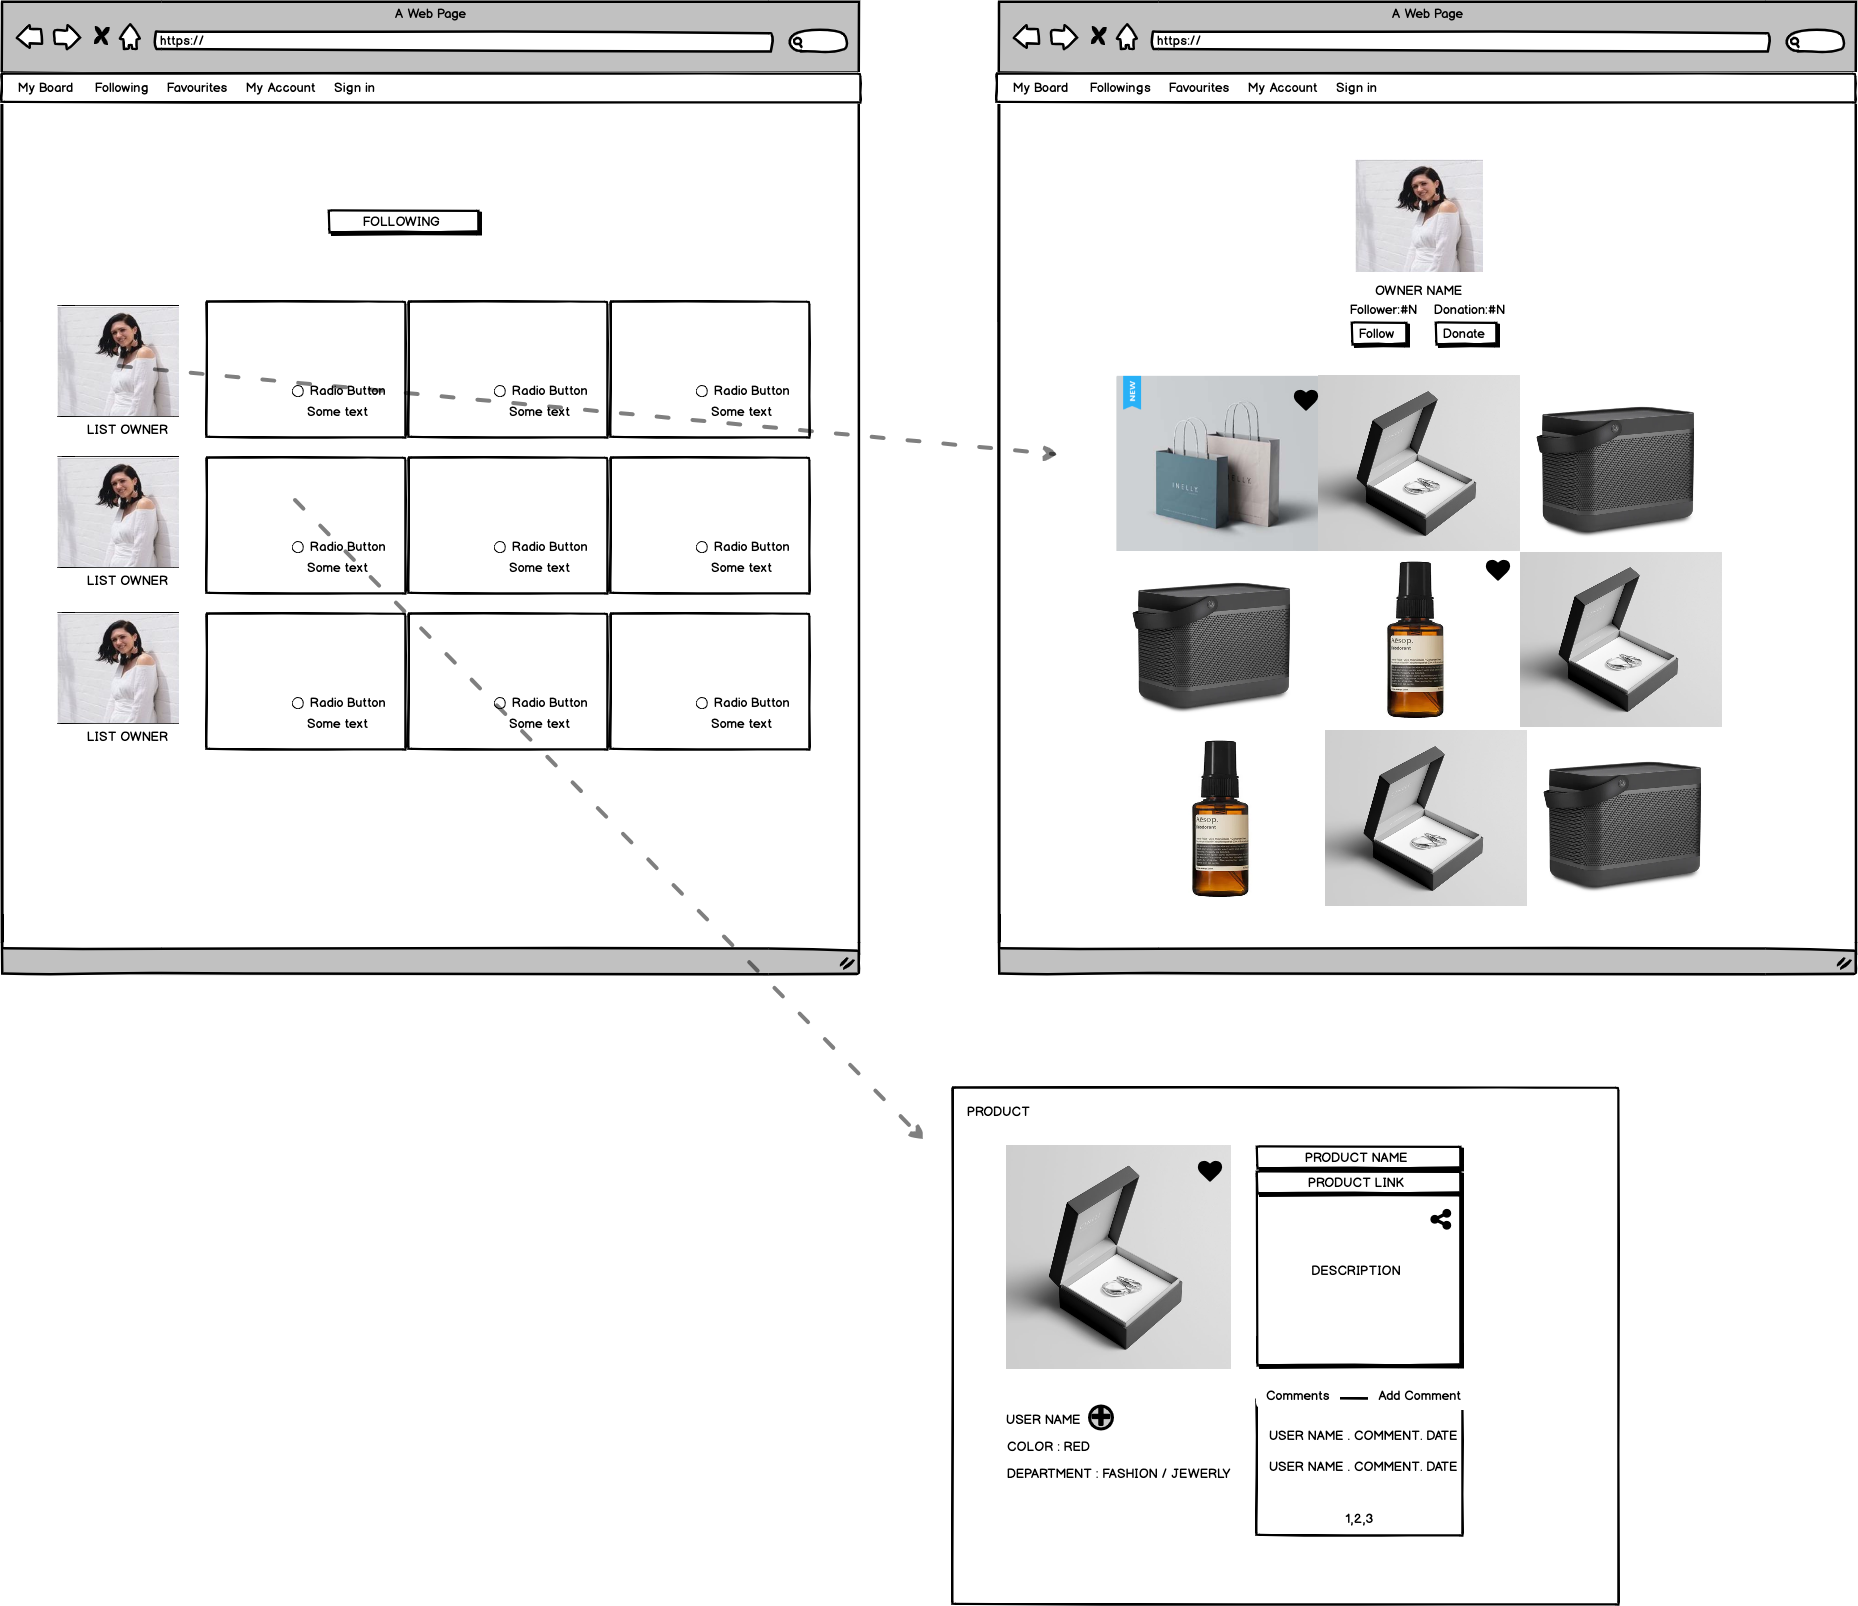 A Web Page
https://
My Board Following Favourites My Account Sign in
FOLLOWING
Radio Button Radio Button Radio Button
Some text Some text Some text
LIST OWNER
Radio Button Radio Button Radio Button
Some text Some text Some text
LIST OWNER
Radio Button Radio Button Radio Button
Some text Some text Some text
LIST OWNER
A Web Page
https://
My Board Followings Favourites My Account Sign in
OWNER NAME
Follower:#N Donation:#N
Follow Donate
NEW
Aēsop.
Aēsop.
PRODUCT
PRODUCT NAME
PRODUCT LINK
DESCRIPTION
Comments Add Comment
USER NAME
COLOR : RED
DEPARTMENT : FASHION / JEWERLY
USER NAME . COMMENT. DATE
USER NAME . COMMENT. DATE
1,2,3